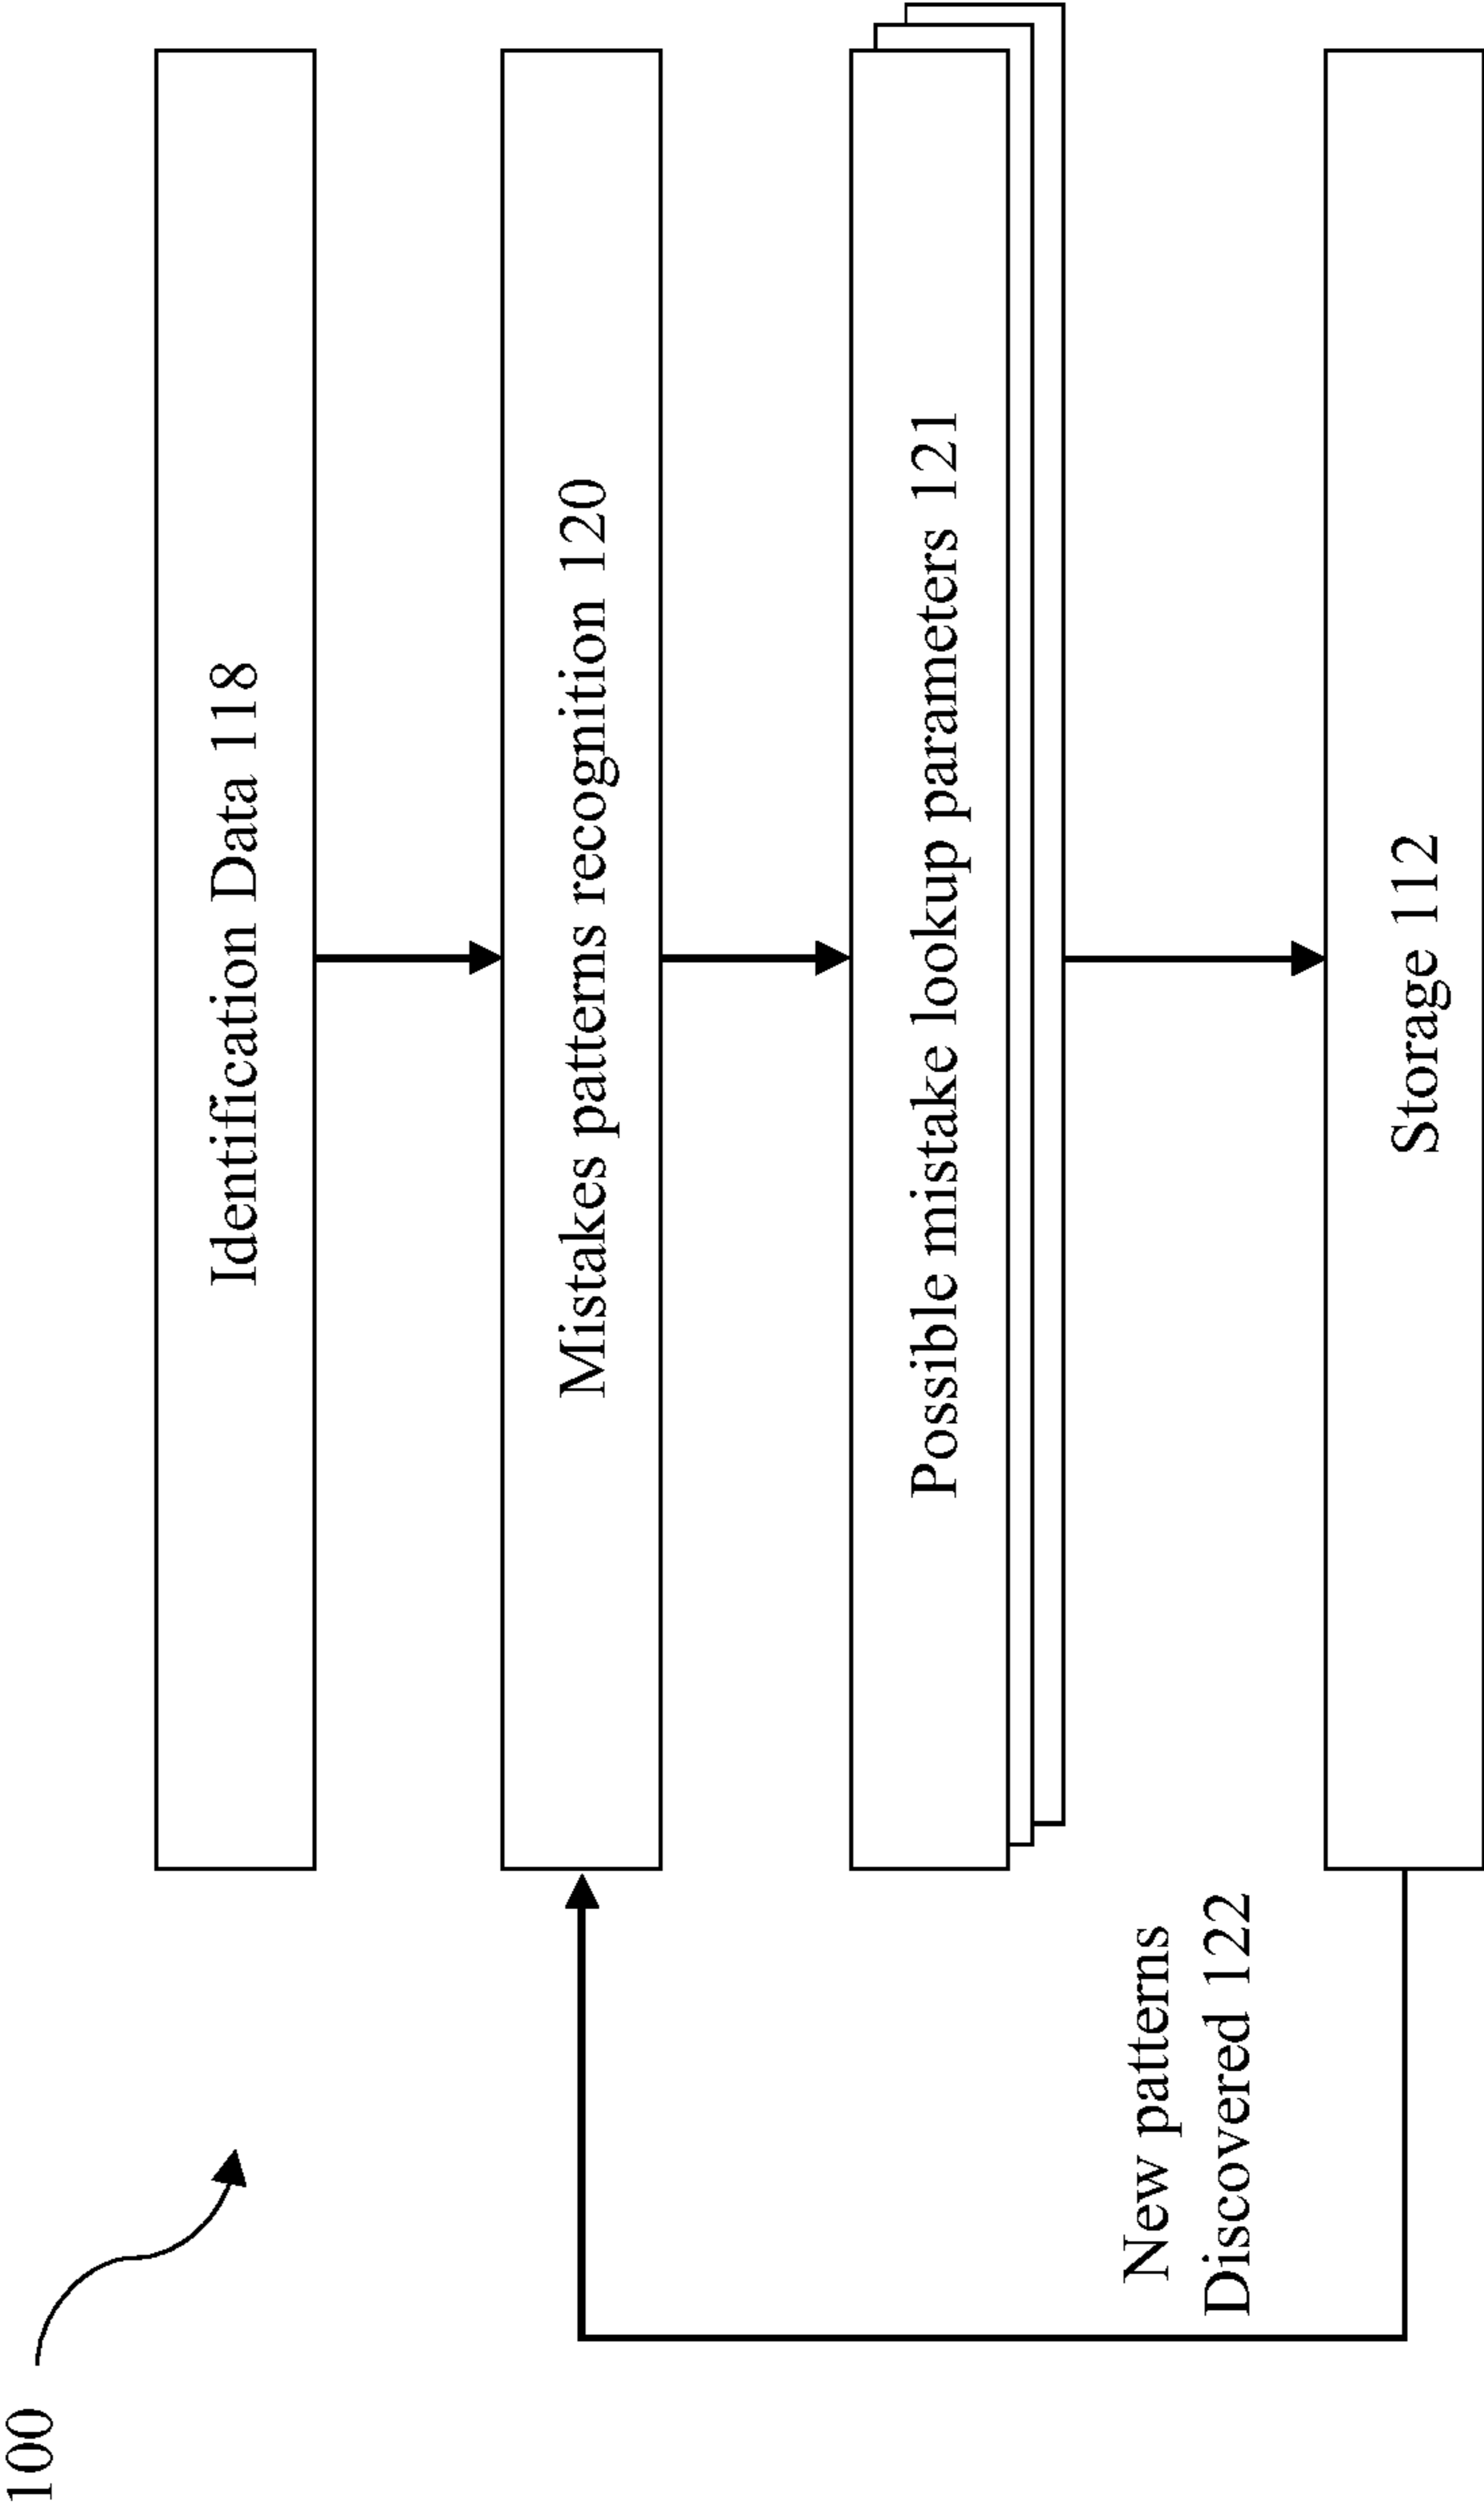 100
Identification Data 118
Mistakes patterns recognition 120
Possible mistake lookup parameters 121
New patterns
Discovered 122
Storage 112